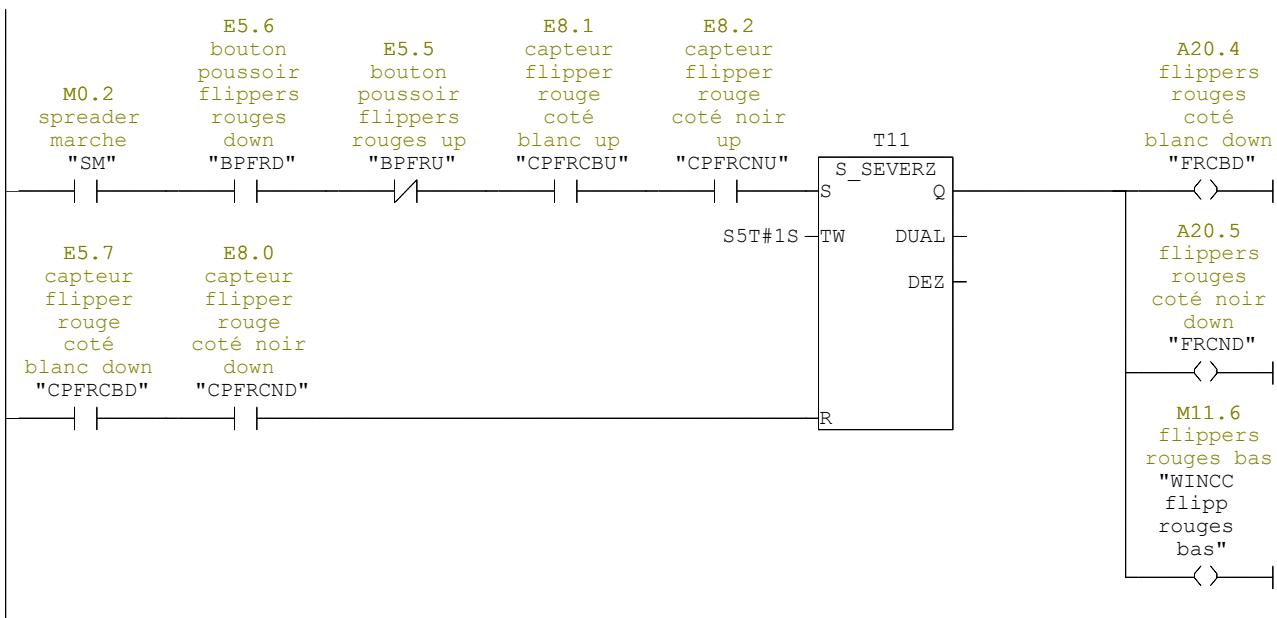 M0.2
spreader
marche
"SM"
E5.6
bouton
poussoir
flippers
rouges
down
"BPFRD"
E5.5
bouton
poussoir
flippers
rouges up
"BPFRU"
E8.1
capteur
flipper
rouge
coté
blanc up
"CPFRCBU"
E8.2
capteur
flipper
rouge
coté noir
up
"CPFRCNU"
T11
S_SEVERZ
S
Q
S5T#1S
TW
DUAL
DEZ
R
A20.4
flippers
rouges
coté
blanc down
"FRCBD"
E5.7
capteur
flipper
rouge
coté
blanc down
"CPFRCBD"
E8.0
capteur
flipper
rouge
coté noir
down
"CPFRCND"
A20.5
flippers
rouges
coté noir
down
"FRCND"
M11.6
flippers
rouges bas
"WINCC
flipp
rouges
bas"